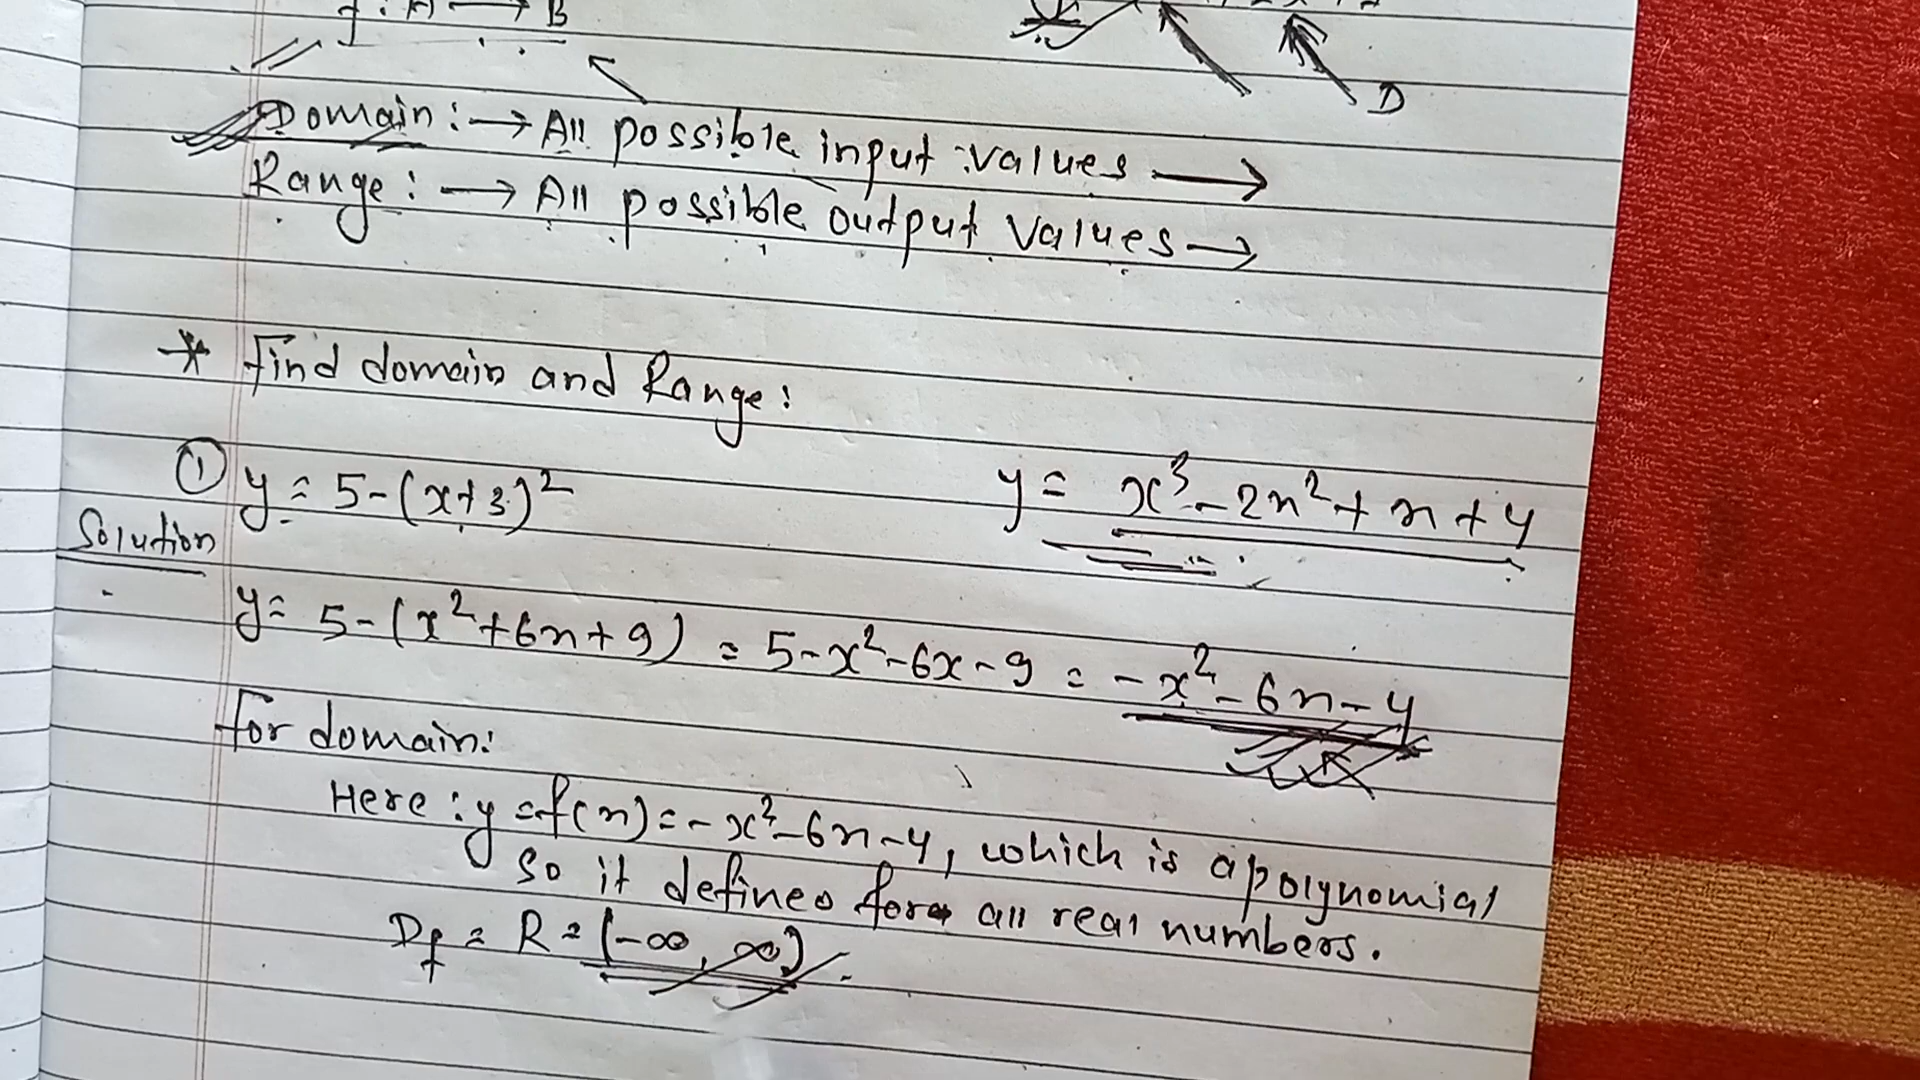 f : A → B
D
Domain : → All possible input values →
Range : → All possible output values →
* Find domain and Range :
① y = 5-(x+3)²
y = x³-2x²+x+4
Solution
y = 5-(x²+6x+9) = 5-x²-6x-9 = -x²-6x-4
for domain:
Here : y = f(x) = -x²-6x-4, which is a polynomial
so it defines for all real numbers.
Df = R = (-∞, ∞).